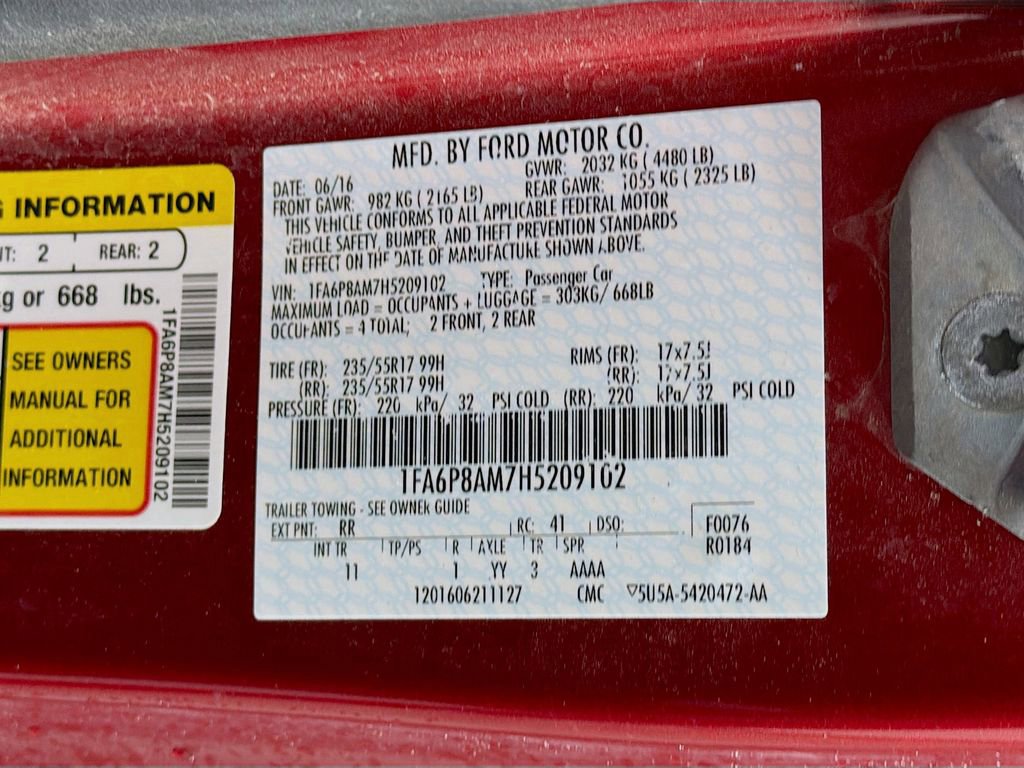 G INFORMATION
NT: 2 REAR: 2
kg or 668 lbs.
SEE OWNERS
MANUAL FOR
ADDITIONAL
INFORMATION
1FA6P8AM7H5209102
MFD. BY FORD MOTOR CO.
DATE: 06/16 GVWR: 2032 KG ( 4480 LB)
FRONT GAWR: 982 KG ( 2165 LB) REAR GAWR: 1055 KG ( 2325 LB)
THIS VEHICLE CONFORMS TO ALL APPLICABLE FEDERAL MOTOR
VEHICLE SAFETY, BUMPER, AND THEFT PREVENTION STANDARDS
IN EFFECT ON THE DATE OF MANUFACTURE SHOWN ABOVE.
VIN: 1FA6P8AM7H5209102 TYPE: Passenger Car
MAXIMUM LOAD = OCCUPANTS + LUGGAGE = 303KG/ 668LB
OCCUPANTS = 4 TOTAL; 2 FRONT, 2 REAR
TIRE (FR): 235/55R17 99H RIMS (FR): 17x7.5J
(RR): 235/55R17 99H (RR): 17x7.5J
PRESSURE (FR): 220 kPa/ 32 PSI COLD (RR): 220 kPa/ 32 PSI COLD
1FA6P8AM7H5209102
TRAILER TOWING - SEE OWNER GUIDE
EXT PNT: RR RC: 41 DSO: F0076
R0184
INT TR TP/PS R AXLE TR SPR
11 1 YY 3 AAAA
1201606211127 CMC ▽5U5A-5420472-AA